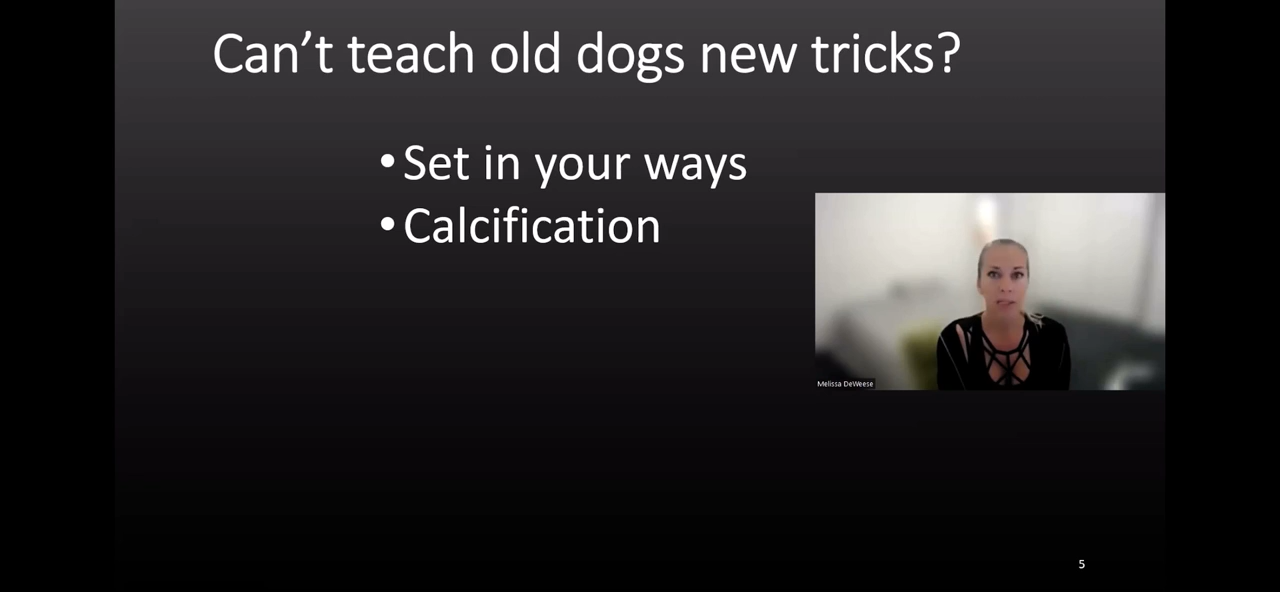 Can’t teach old dogs new tricks?
•Set in your ways
•Calcification
Melissa DeWeese
5